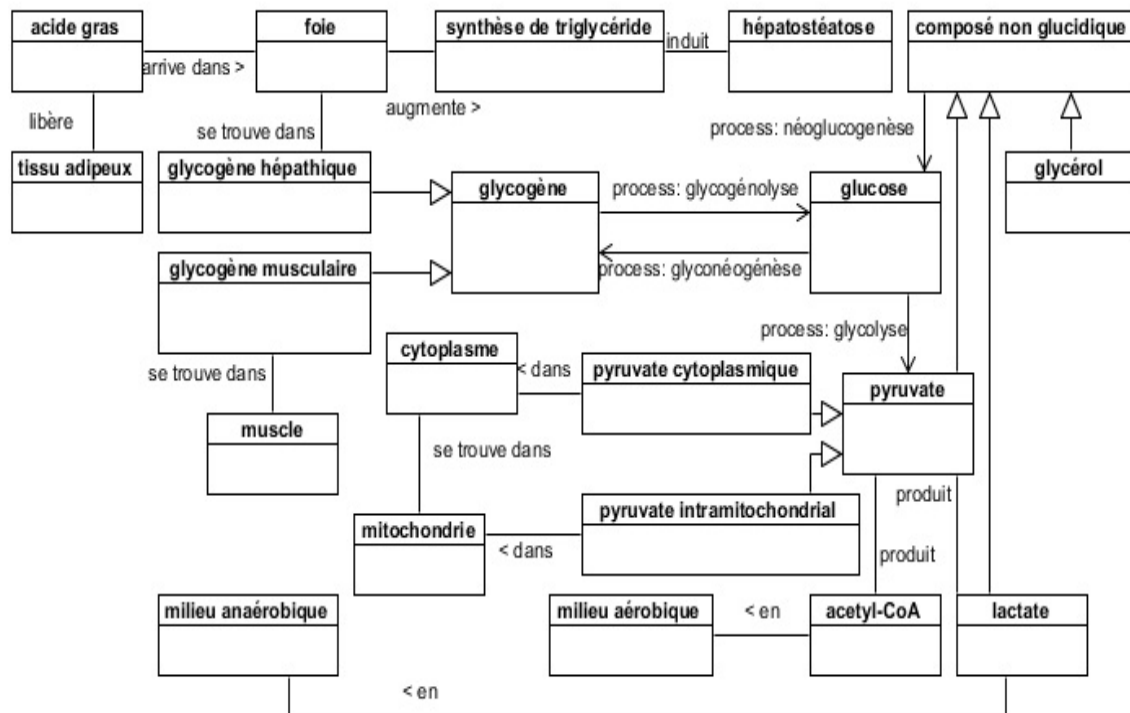 acide gras
foie
synthèse de triglycéride
hépatostéatose
composé non glucidique
induit
arrive dans >
augmente >
libère
se trouve dans
process: néoglucogenèse
tissu adipeux
glycogène hépathique
glycogène
process: glycogénolyse
glucose
glycérol
glycogène musculaire
process: glyconéogénèse
process: glycolyse
cytoplasme
< dans
pyruvate cytoplasmique
se trouve dans
pyruvate
muscle
se trouve dans
produit
pyruvate intramitochondrial
mitochondrie
< dans
produit
milieu anaérobique
milieu aérobique
< en
acetyl-CoA
lactate
< en